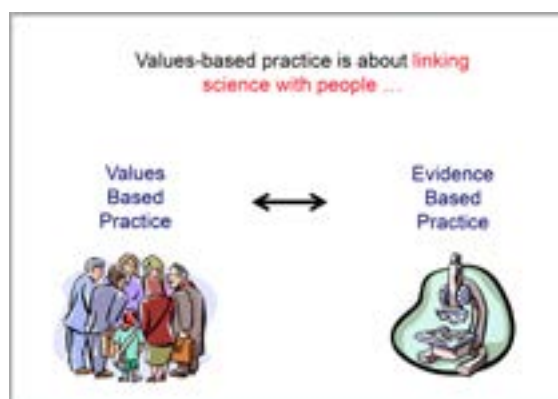 Values-based practice is about linking
science with people ...
Values
Based
Practice
Evidence
Based
Practice